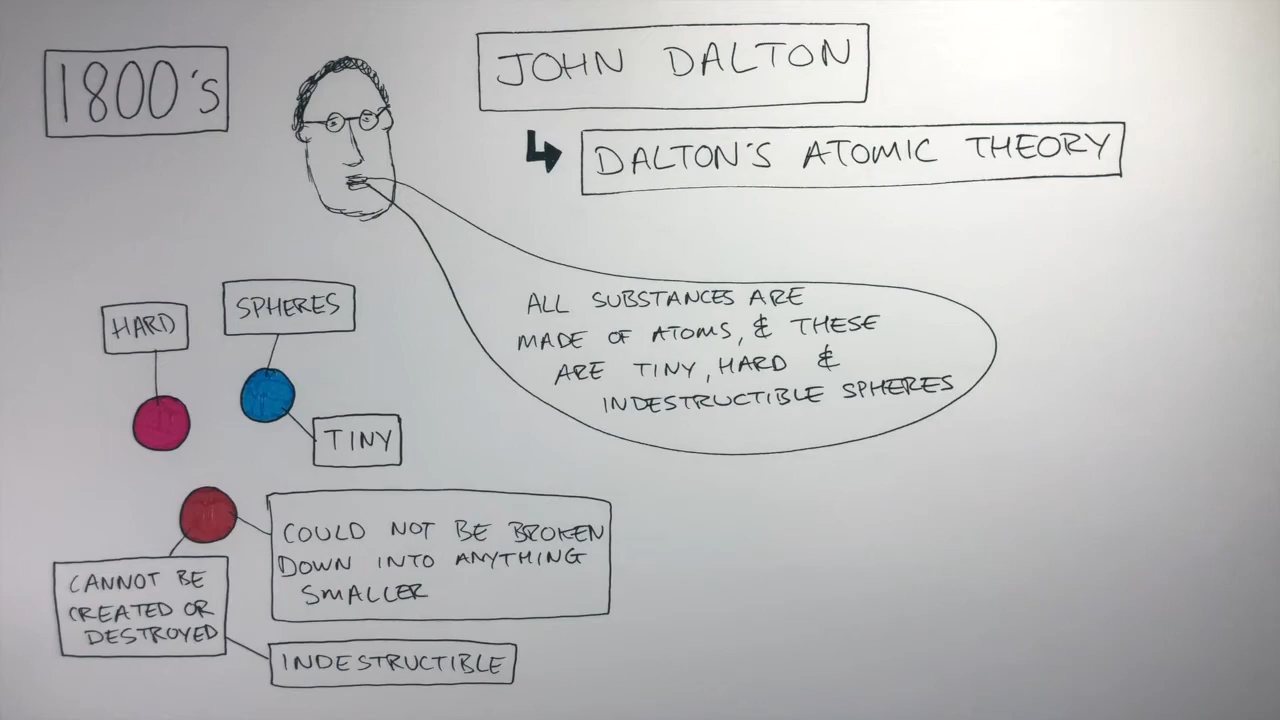 1800's
JOHN DALTON
DALTON'S ATOMIC THEORY
ALL SUBSTANCES ARE
MADE OF ATOMS, & THESE
ARE TINY, HARD &
INDESTRUCTIBLE SPHERES
HARD
SPHERES
TINY
COULD NOT BE BROKEN
DOWN INTO ANYTHING
SMALLER
CANNOT BE
CREATED OR
DESTROYED
INDESTRUCTIBLE